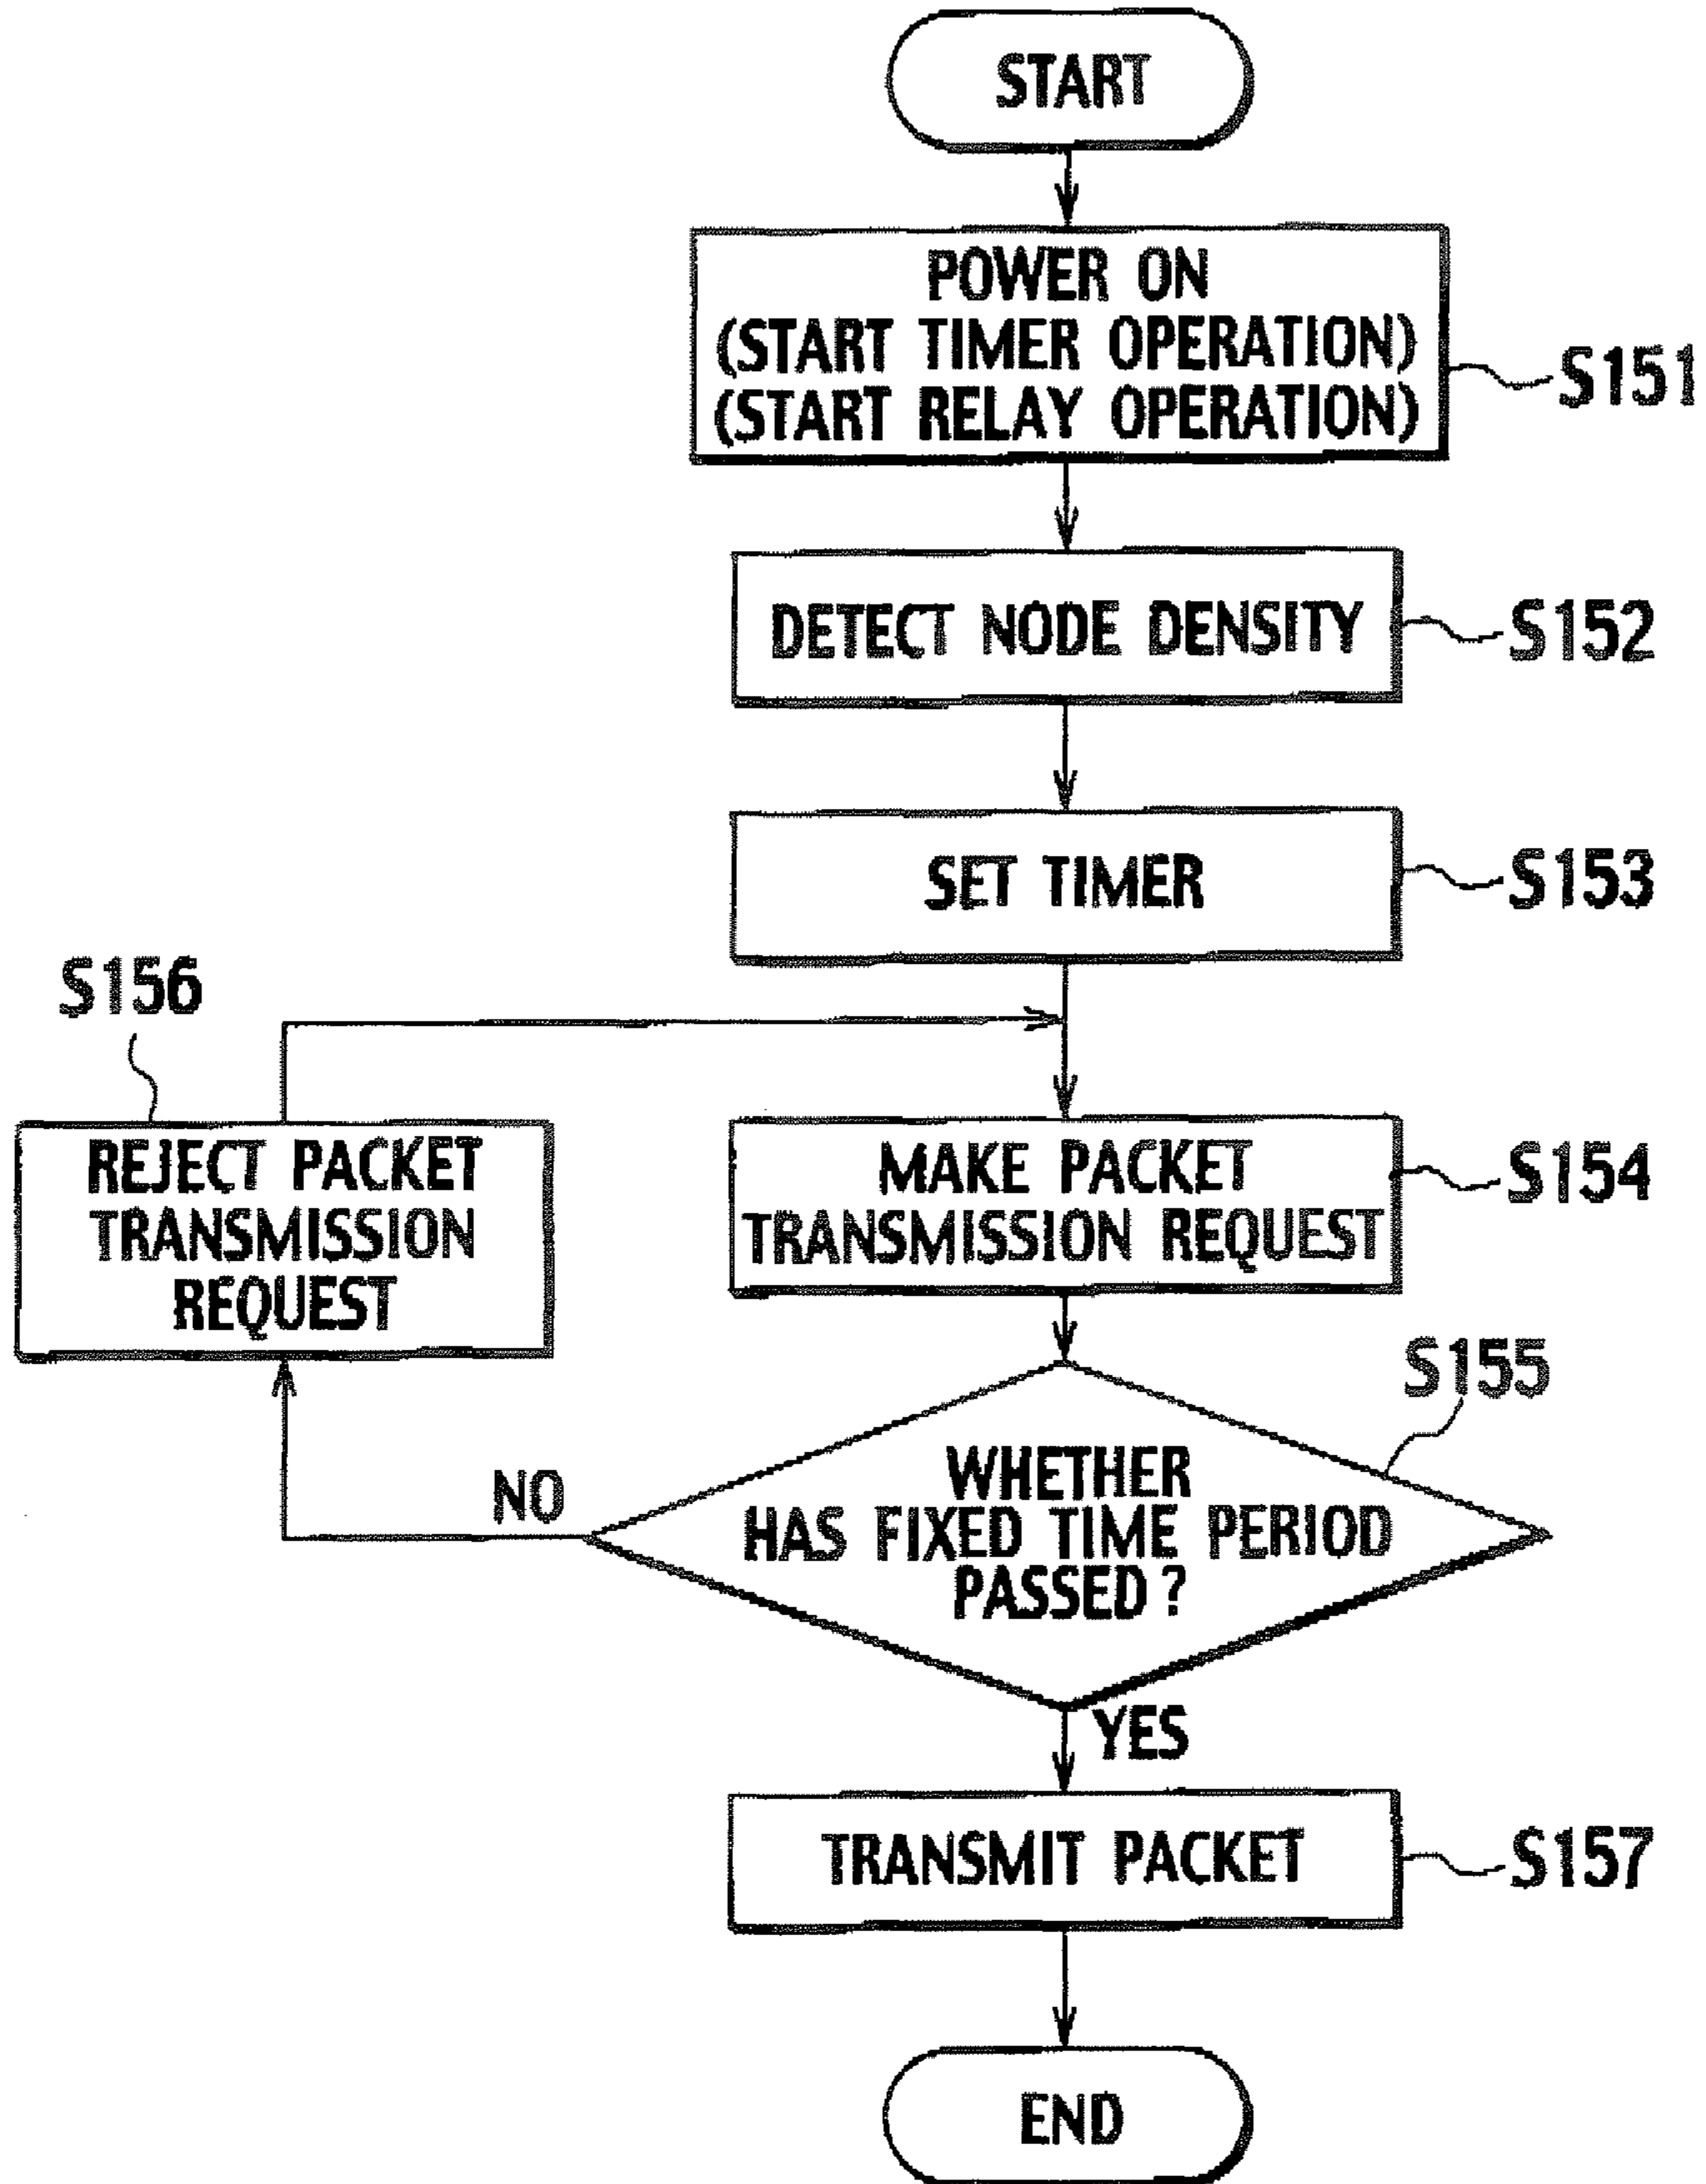 START
POWER ON
(START TIMER OPERATION)
(START RELAY OPERATION)
S151
DETECT NODE DENSITY
S152
SET TIMER
S153
S156
REJECT PACKET
TRANSMISSION
REQUEST
MAKE PACKET
TRANSMISSION REQUEST
S154
S155
WHETHER
HAS FIXED TIME PERIOD
PASSED?
NO
YES
TRANSMIT PACKET
S157
END